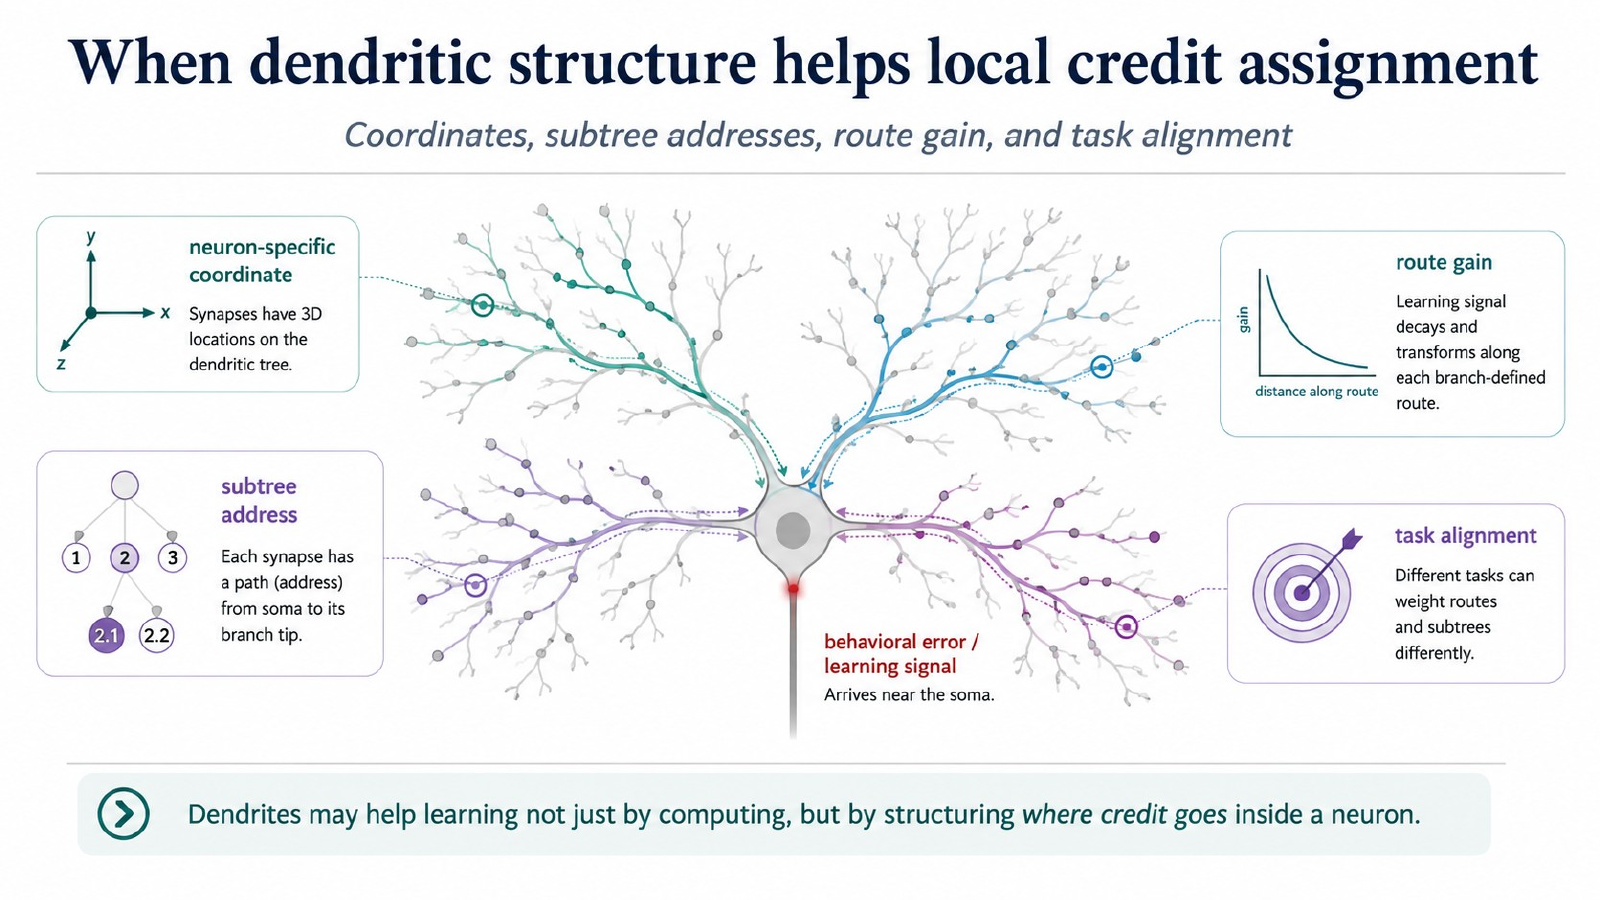 When dendritic structure helps local credit assignment
Coordinates, subtree addresses, route gain, and task alignment
y
x
z
neuron-specific
coordinate
Synapses have 3D
locations on the
dendritic tree.
1
2
3
2.1
2.2
subtree
address
Each synapse has
a path (address)
from soma to its
branch tip.
gain
distance along route
route gain
Learning signal
decays and
transforms along
each branch-defined
route.
task alignment
Different tasks can
weight routes
and subtrees
differently.
behavioral error /
learning signal
Arrives near the soma.
Dendrites may help learning not just by computing, but by structuring where credit goes inside a neuron.